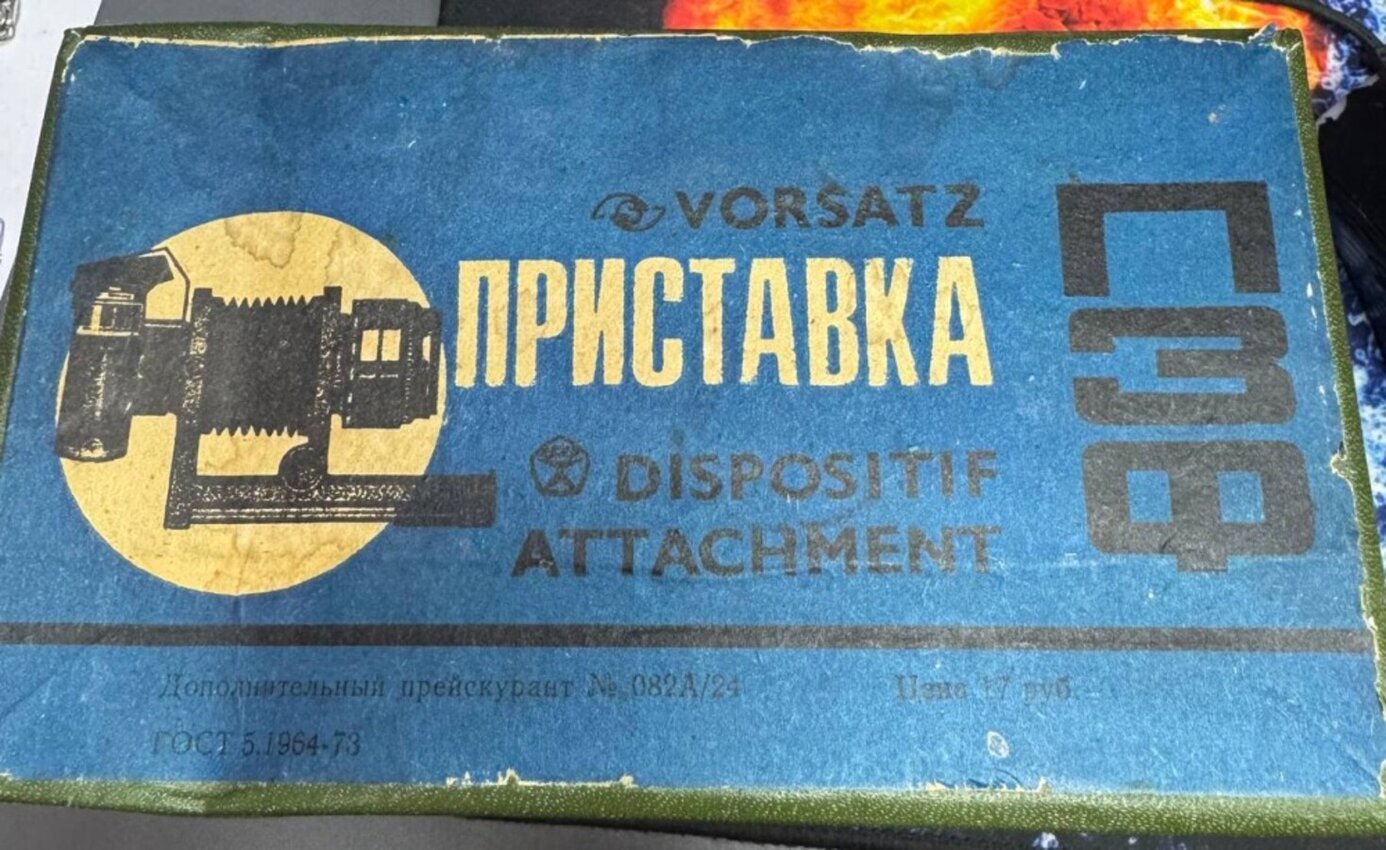 VORSATZ
ПРИСТАВКА
DISPOSITIF
ATTACHMENT
ПЗФ
Дополнительный прейскурант № 082А/24
Цена 17 руб.
ГОСТ 5.1964-73